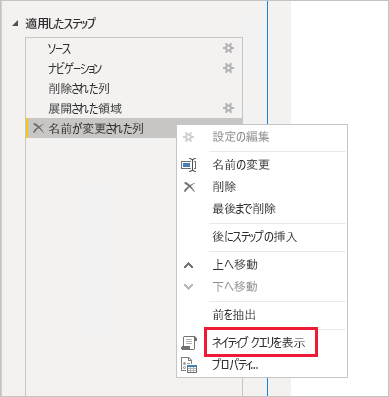 適用したステップ
ソース
ナビゲーション
削除された列
展開された領域
名前が変更された列
設定の編集
名前の変更
削除
最後まで削除
後にステップの挿入
上へ移動
下へ移動
前を抽出
ネイティブ クエリを表示
プロパティ...